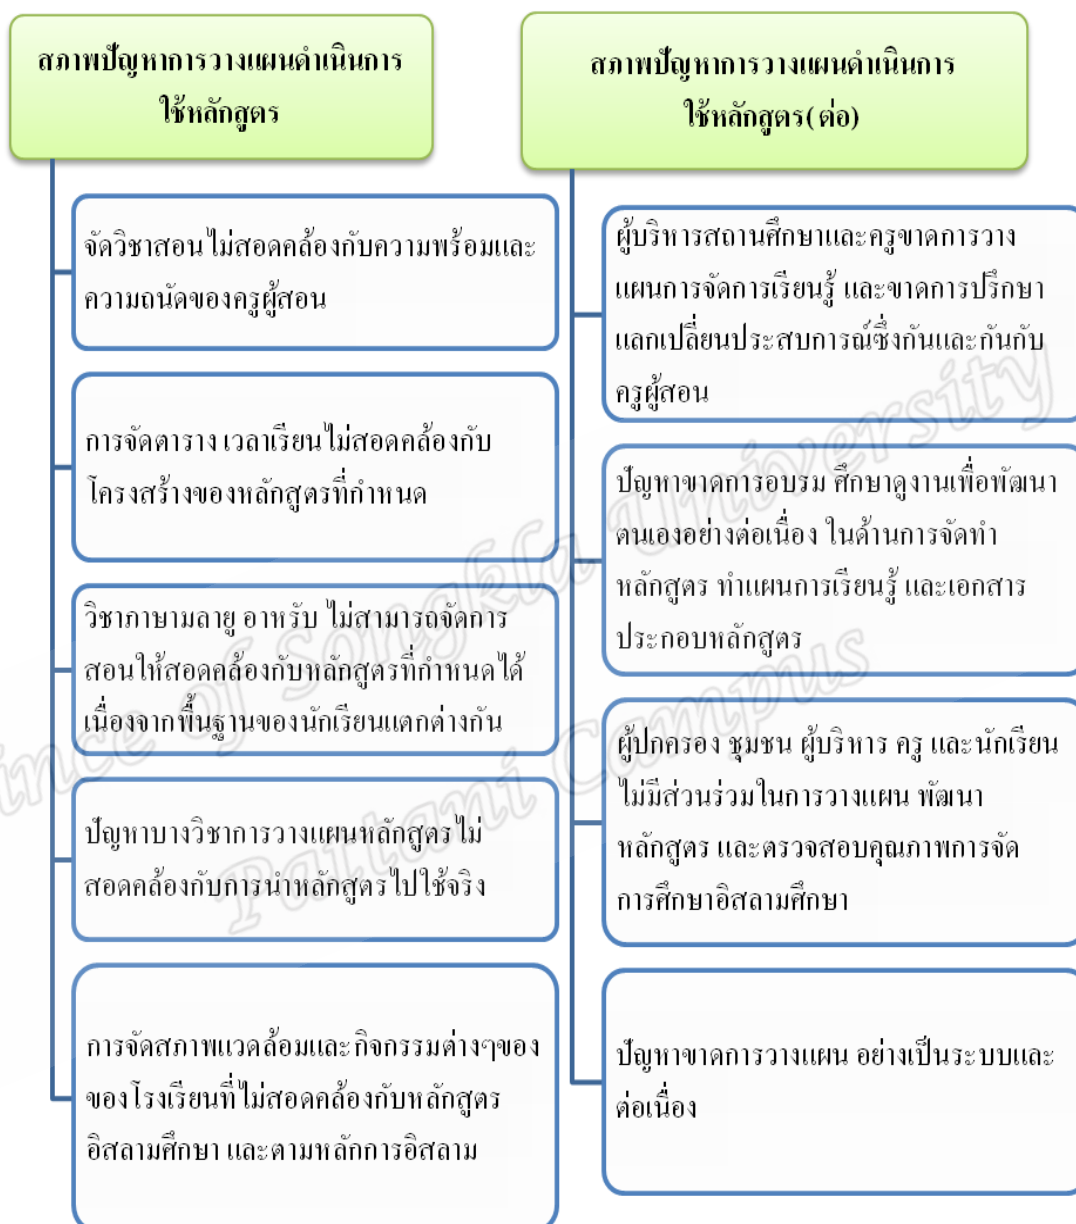 สภาพปัญหาการวางแผนดำเนินการ
ใช้หลักสูตร
จัดวิชาสอนไม่สอดคล้องกับความพร้อมและ
ความถนัดของครูผู้สอน
การจัดตาราง เวลาเรียนไม่สอดคล้องกับ
โครงสร้างของหลักสูตรที่กำหนด
วิชาภาษามลายู อาหรับ ไม่สามารถจัดการ
สอนให้สอดคล้องกับหลักสูตรที่กำหนดได้
เนื่องจากพื้นฐานของนักเรียนแตกต่างกัน
ปัญหาบางวิชาการวางแผนหลักสูตรไม่
สอดคล้องกับการนำหลักสูตรไปใช้จริง
การจัดสภาพแวดล้อมและกิจกรรมต่างๆของ
ของโรงเรียนที่ไม่สอดคล้องกับหลักสูตร
อิสลามศึกษา และตามหลักการอิสลาม
สภาพปัญหาการวางแผนดำเนินการ
ใช้หลักสูตร(ต่อ)
ผู้บริหารสถานศึกษาและครูขาดการวาง
แผนการจัดการเรียนรู้ และขาดการปรึกษา
แลกเปลี่ยนประสบการณ์ซึ่งกันและกันกับ
ครูผู้สอน
ปัญหาขาดการอบรม ศึกษาดูงานเพื่อพัฒนา
ตนเองอย่างต่อเนื่อง ในด้านการจัดทำ
หลักสูตร ทำแผนการเรียนรู้ และเอกสาร
ประกอบหลักสูตร
ผู้ปกครอง ชุมชน ผู้บริหาร ครู และนักเรียน
ไม่มีส่วนร่วมในการวางแผน พัฒนา
หลักสูตร และตรวจสอบคุณภาพการจัด
การศึกษาอิสลามศึกษา
ปัญหาขาดการวางแผน อย่างเป็นระบบและ
ต่อเนื่อง
ince of Songkla University
Pattani Campus